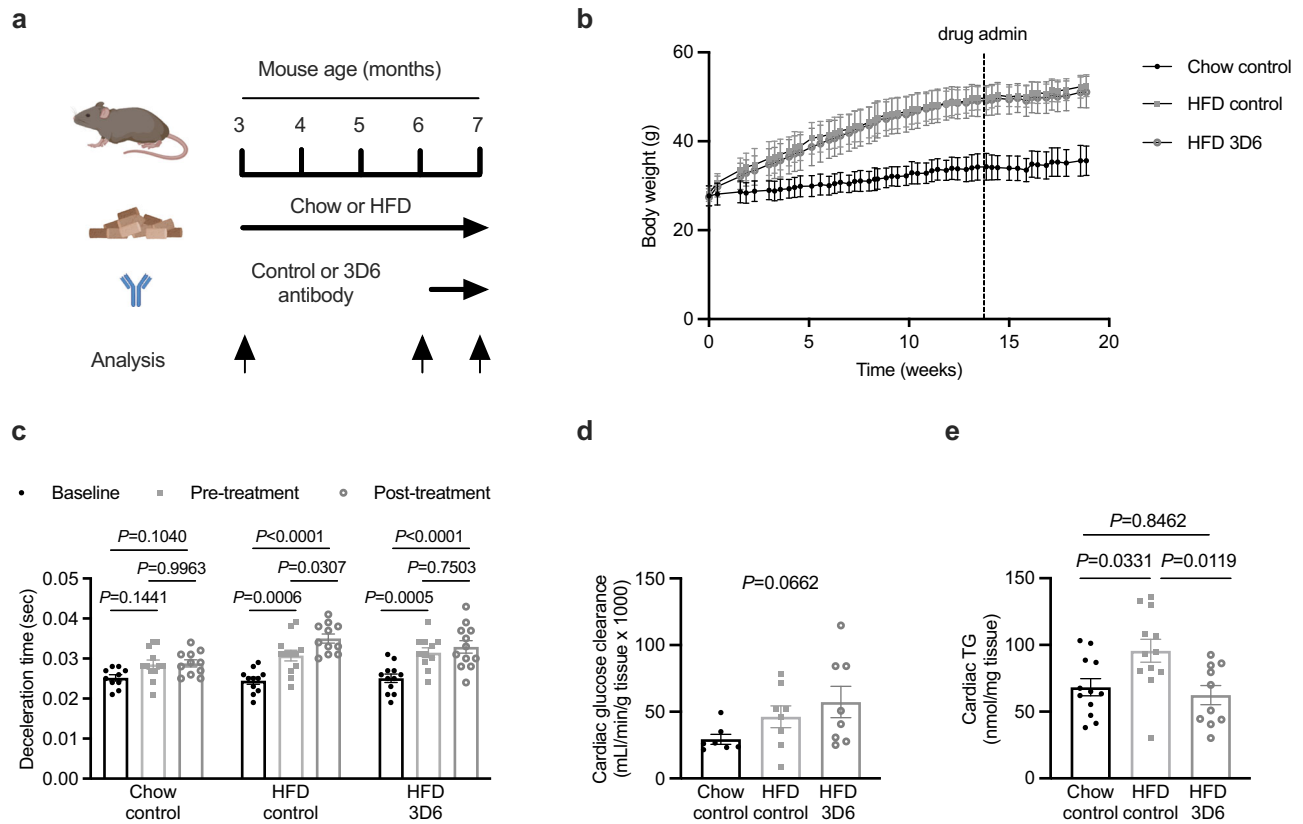 a
Mouse age (months)
3 4 5 6 7
Chow or HFD
Control or 3D6
antibody
Analysis
b
drug admin
60
40
20
0
Body weight (g)
0 5 10 15 20
Time (weeks)
Chow control
HFD control
HFD 3D6
c
Baseline Pre-treatment Post-treatment
P=0.1040 P<0.0001 P<0.0001
P=0.9963 P=0.0307 P=0.7503
P=0.1441 P=0.0006 P=0.0005
0.05
0.04
0.03
0.02
0.01
0.00
Deceleration time (sec)
Chow HFD HFD
control control 3D6
d
P=0.0662
150
100
50
0
Cardiac glucose clearance
(mLl/min/g tissue x 1000)
Chow HFD HFD
control control 3D6
e
P=0.8462
P=0.0331 P=0.0119
150
100
50
0
Cardiac TG
(nmol/mg tissue)
Chow HFD HFD
control control 3D6